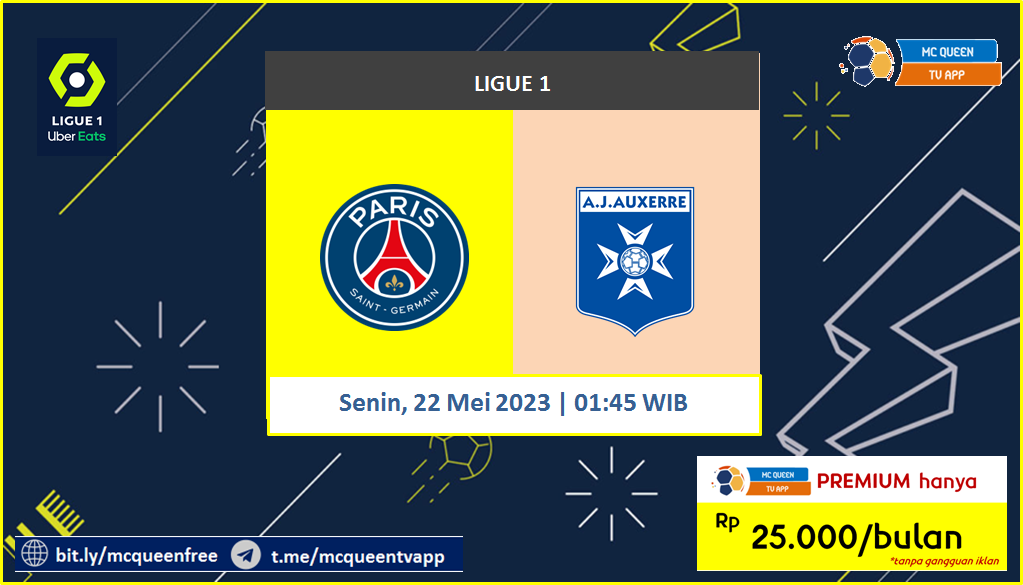 LIGUE 1
Uber Eats
LIGUE 1
MC QUEEN
TV APP
PARIS
SAINT - GERMAIN
A.J.AUXERRE
Senin, 22 Mei 2023 | 01:45 WIB
MC QUEEN
TV APP
PREMIUM hanya
Rp 25.000/bulan
*tanpa gangguan iklan
bit.ly/mcqueenfree
t.me/mcqueentvapp